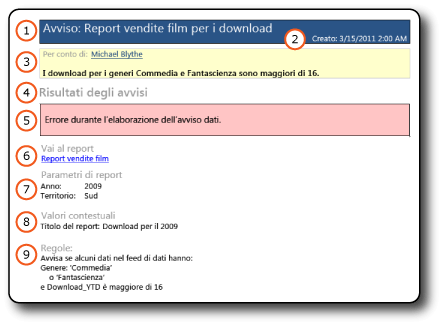 1 Avviso: Report vendite film per i download
2 Creato: 3/15/2011 2:00 AM
3 Per conto di: Michael Blythe
I download per i generi Commedia e Fantascienza sono maggiori di 16.
4 Risultati degli avvisi
5 Errore durante l'elaborazione dell'avviso dati.
6 Vai al report
Report vendite film
Parametri di report
7 Anno: 2009
Territorio: Sud
8 Valori contestuali
Titolo del report: Download per il 2009
9 Regole:
Avvisa se alcuni dati nel feed di dati hanno:
Genere: 'Commedia'
o 'Fantascienza'
e Download_YTD è maggiore di 16